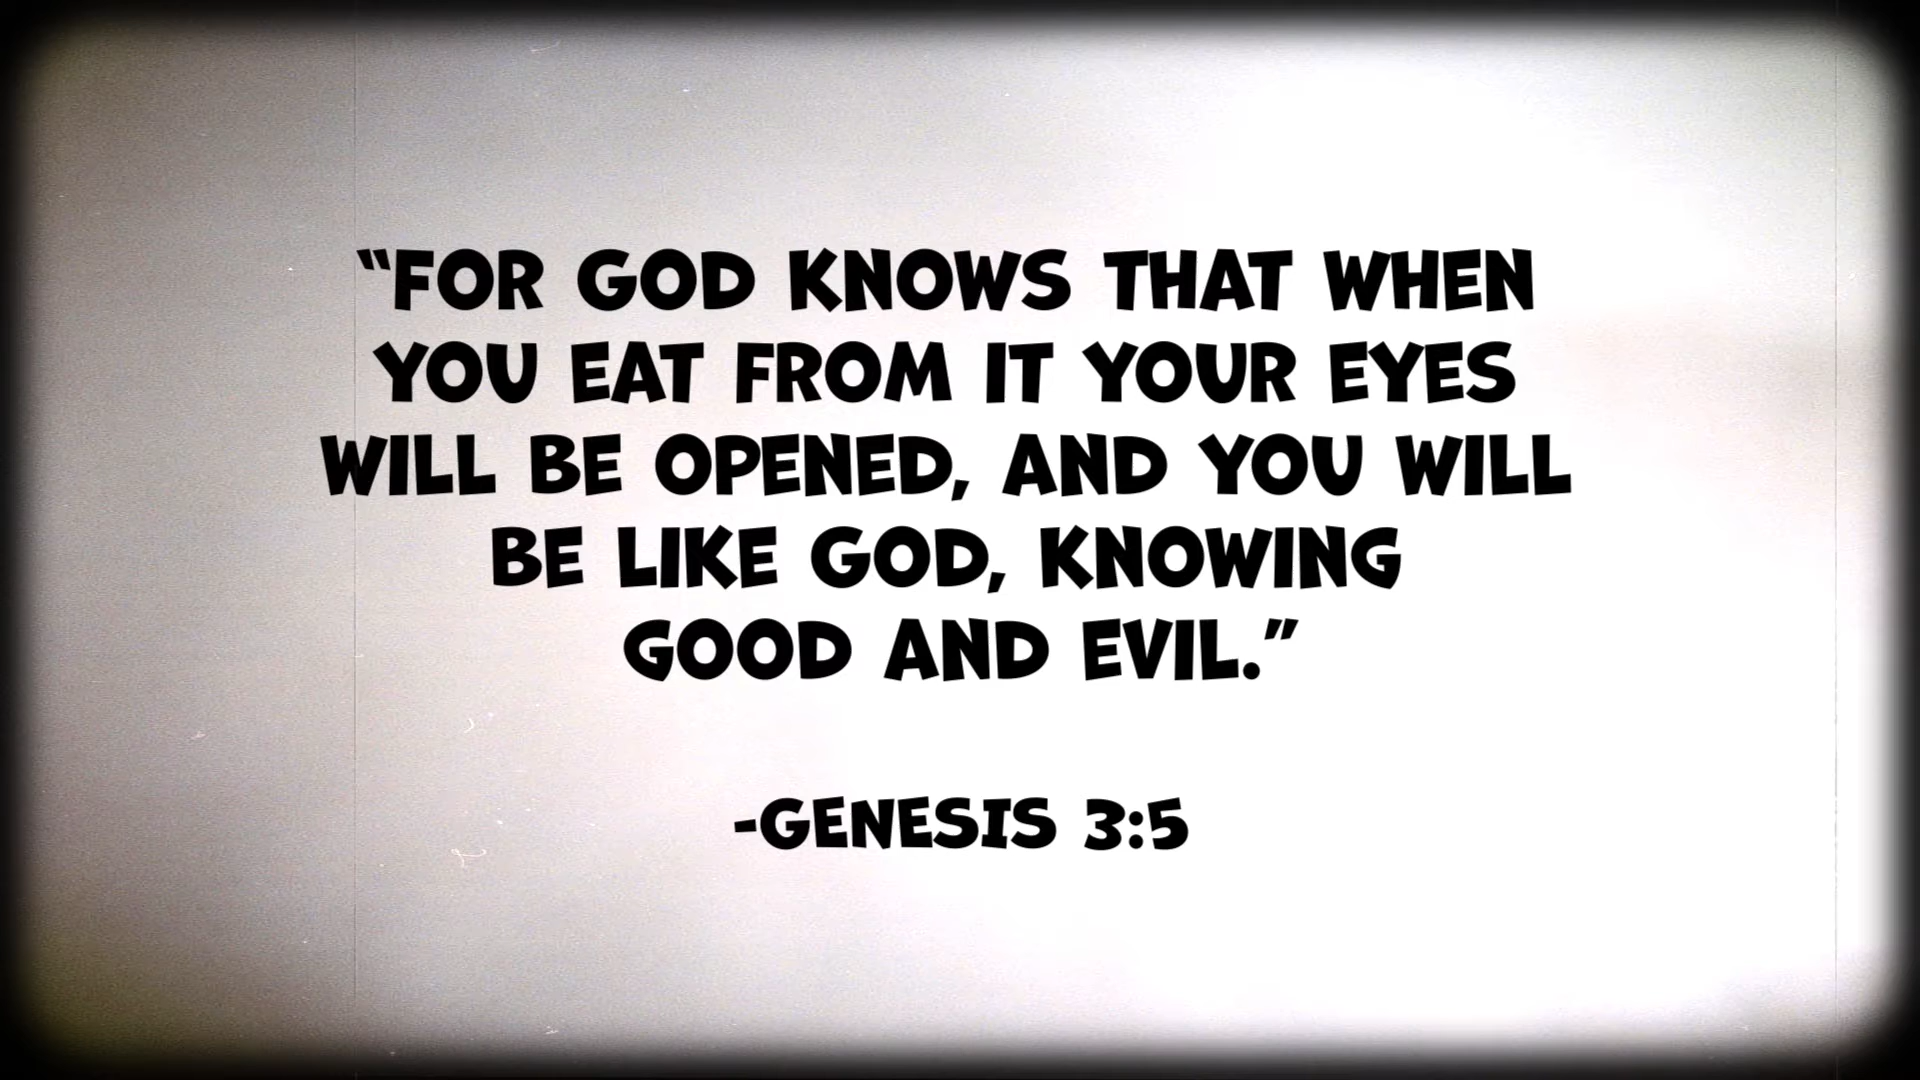 “FOR GOD KNOWS THAT WHEN
YOU EAT FROM IT YOUR EYES
WILL BE OPENED, AND YOU WILL
BE LIKE GOD, KNOWING
GOOD AND EVIL.”
-GENESIS 3:5